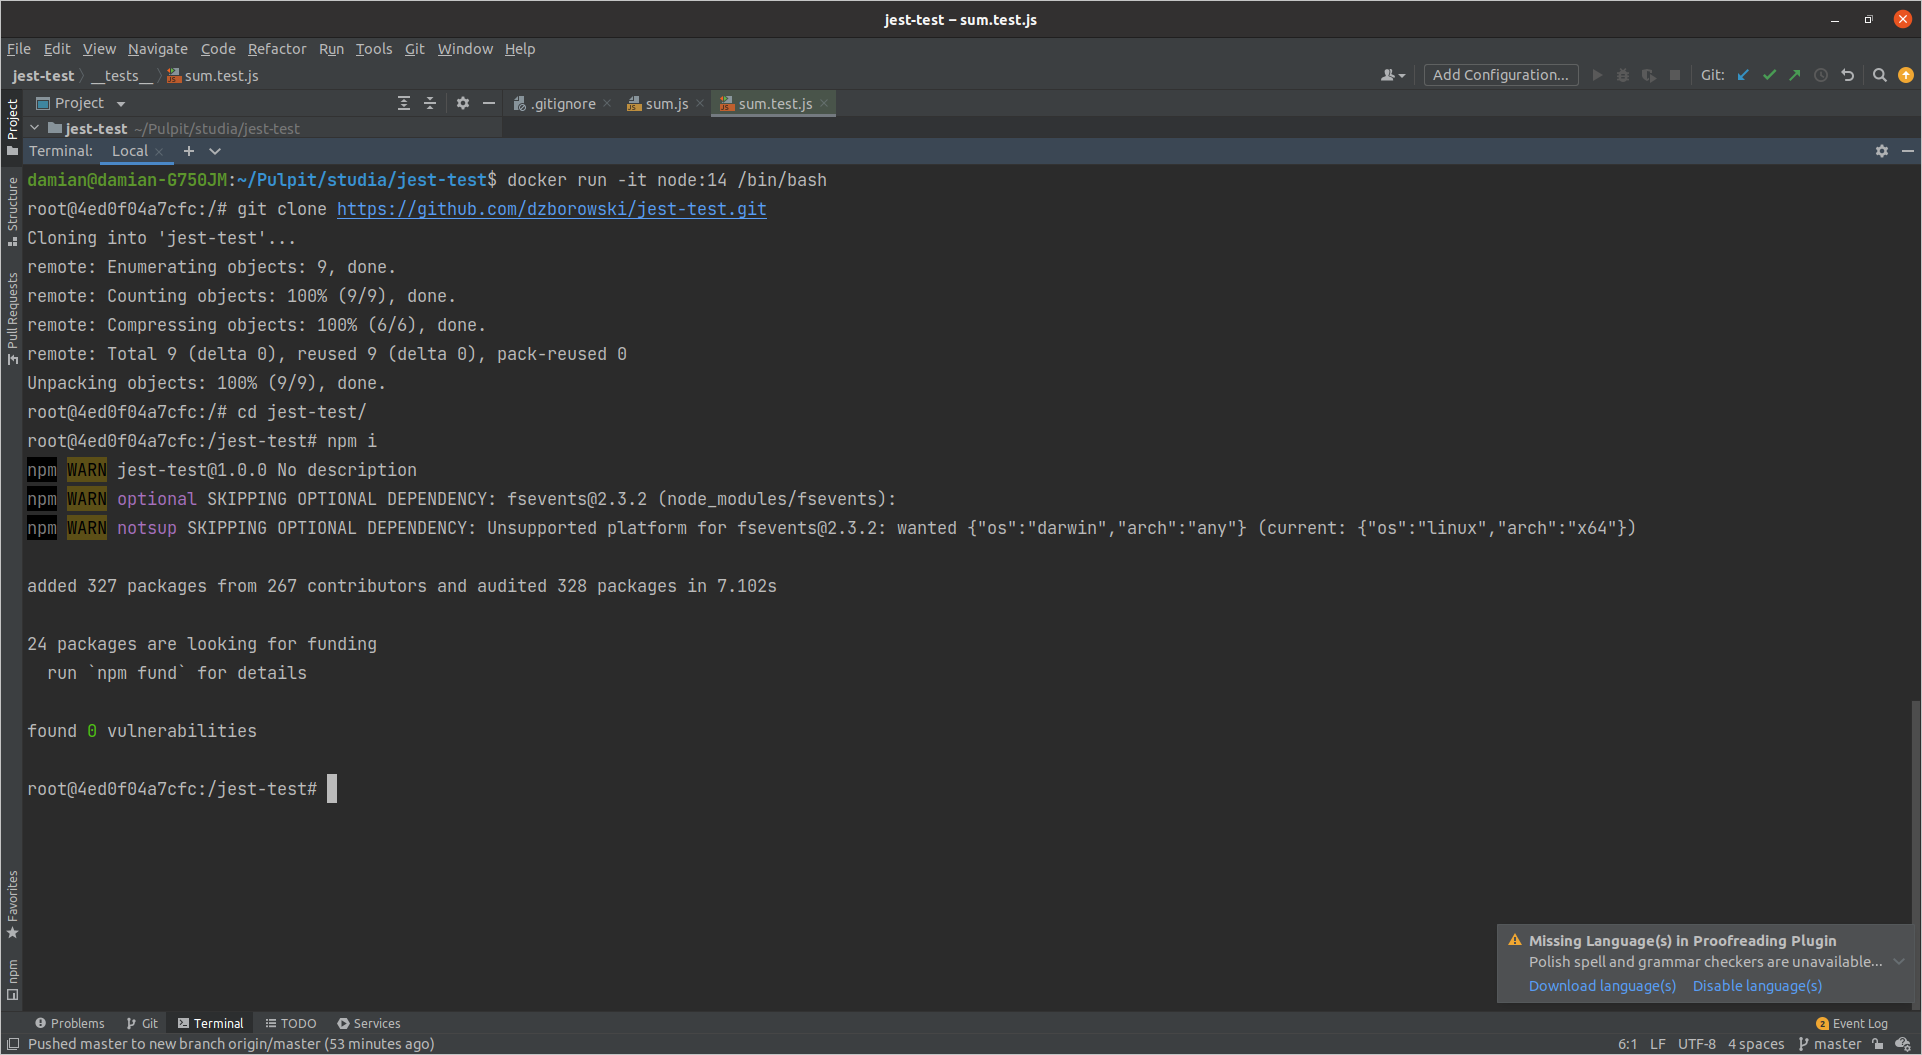 jest-test – sum.test.js
File Edit View Navigate Code Refactor Run Tools Git Window Help
jest-test __tests__ sum.test.js
Add Configuration... Git:
Project
.gitignore sum.js sum.test.js
jest-test ~/Pulpit/studia/jest-test
Terminal: Local
damian@damian-G750JM:~/Pulpit/studia/jest-test$ docker run -it node:14 /bin/bash
root@4ed0f04a7cfc:/# git clone https://github.com/dzborowski/jest-test.git
Cloning into 'jest-test'...
remote: Enumerating objects: 9, done.
remote: Counting objects: 100% (9/9), done.
remote: Compressing objects: 100% (6/6), done.
remote: Total 9 (delta 0), reused 9 (delta 0), pack-reused 0
Unpacking objects: 100% (9/9), done.
root@4ed0f04a7cfc:/# cd jest-test/
root@4ed0f04a7cfc:/jest-test# npm i
npm WARN jest-test@1.0.0 No description
npm WARN optional SKIPPING OPTIONAL DEPENDENCY: fsevents@2.3.2 (node_modules/fsevents):
npm WARN notsup SKIPPING OPTIONAL DEPENDENCY: Unsupported platform for fsevents@2.3.2: wanted {"os":"darwin","arch":"any"} (current: {"os":"linux","arch":"x64"})
added 327 packages from 267 contributors and audited 328 packages in 7.102s
24 packages are looking for funding
run `npm fund` for details
found 0 vulnerabilities
root@4ed0f04a7cfc:/jest-test#
Project
Structure
Pull Requests
Favorites
npm
Missing Language(s) in Proofreading Plugin
Polish spell and grammar checkers are unavailable...
Download language(s) Disable language(s)
Problems Git Terminal TODO Services
2 Event Log
Pushed master to new branch origin/master (53 minutes ago)
6:1 LF UTF-8 4 spaces master